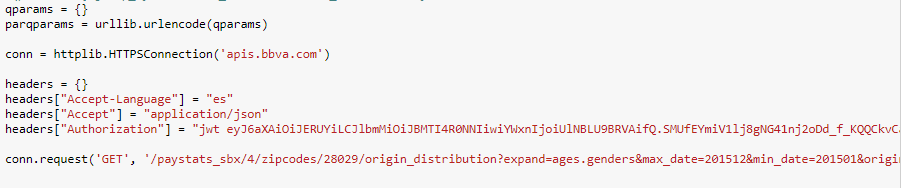 qparams = {}
parqparams = urllib.urlencode(qparams)
conn = httplib.HTTPSConnection('apis.bbva.com')
headers = {}
headers["Accept-Language"] = "es"
headers["Accept"] = "application/json"
headers["Authorization"] = "jwt eyJ6aXAiOiJERUYiLCJlbmMiOiJBMTI4R0NNIiwiYWxnIjoiUlNBLU9BRVAifQ.SMUfEYmiV1lj8gNG41nj2oDd_f_KQQCkvC
conn.request('GET', '/paystats_sbx/4/zipcodes/28029/origin_distribution?expand=ages.genders&max_date=201512&min_date=201501&origi